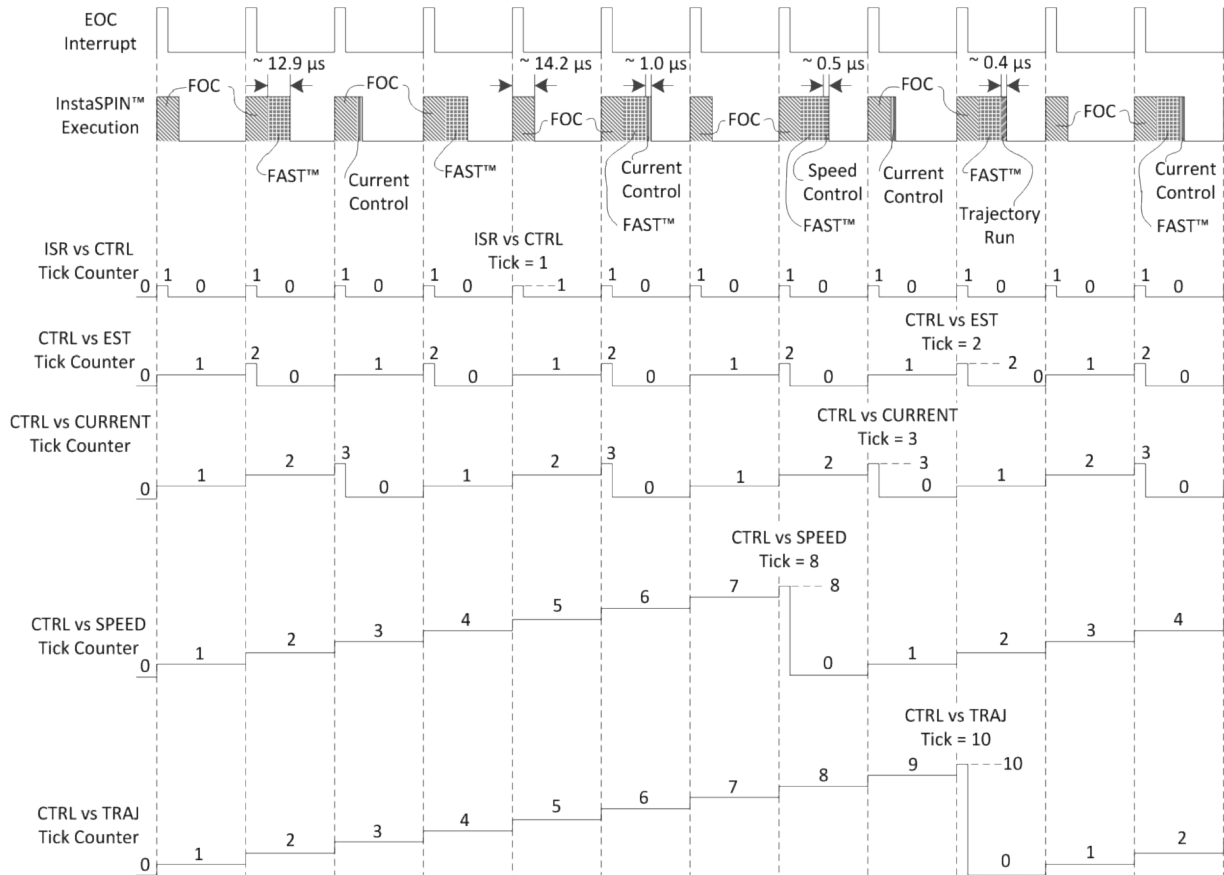 EOC
Interrupt
~ 12.9 µs
~ 14.2 µs
~ 1.0 µs
~ 0.5 µs
~ 0.4 µs
InstaSPIN™
Execution
FOC
FOC
FOC
FOC
FOC
FOC
FAST™
Current
Control
FAST™
Current
Control
FAST™
Speed
Control
FAST™
Current
Control
FAST™
Trajectory
Run
Current
Control
FAST™
ISR vs CTRL
Tick Counter
ISR vs CTRL
Tick = 1
0 1 0 1 0 1 0 1 0 1 1 0 1 0 1 0 1 0 1 0 1 0 1 0
CTRL vs EST
Tick Counter
CTRL vs EST
Tick = 2
0 1 2 0 1 2 0 1 2 0 1 2 0 1 2 0 1 2 0
CTRL vs CURRENT
Tick Counter
CTRL vs CURRENT
Tick = 3
0 1 2 3 0 1 2 3 0 1 2 3 0 1 2 3 0
CTRL vs SPEED
Tick = 8
CTRL vs SPEED
Tick Counter
0 1 2 3 4 5 6 7 8 0 1 2 3 4
CTRL vs TRAJ
Tick = 10
CTRL vs TRAJ
Tick Counter
0 1 2 3 4 5 6 7 8 9 10 0 1 2